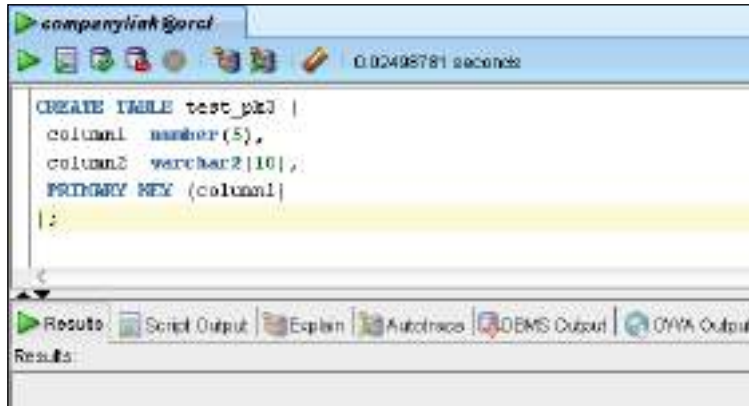 companylink@orcl
0.02498781 seconds
CREATE TABLE test_pk3 (
column1 number(5),
column2 varchar2(10),
PRIMARY KEY (column1)
);
Results Script Output Explain Autotrace DBMS Output OWA Output
Results: